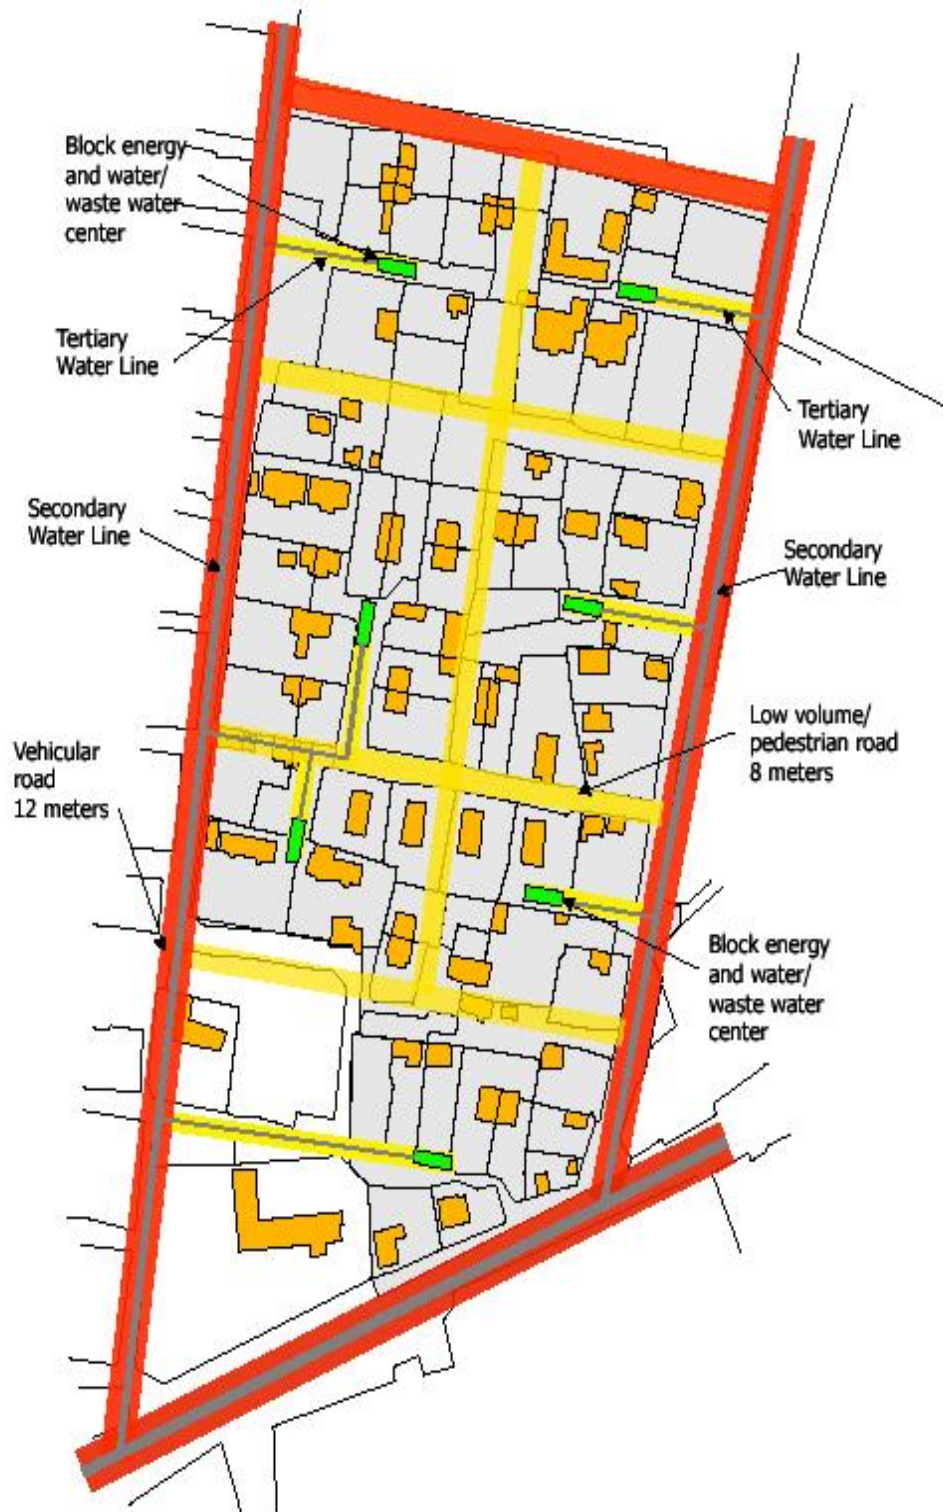 Block energy
and water/
waste water
center
Tertiary
Water Line
Tertiary
Water Line
Secondary
Water Line
Secondary
Water Line
Low volume/
pedestrian road
8 meters
Vehicular
road
12 meters
Block energy
and water/
waste water
center